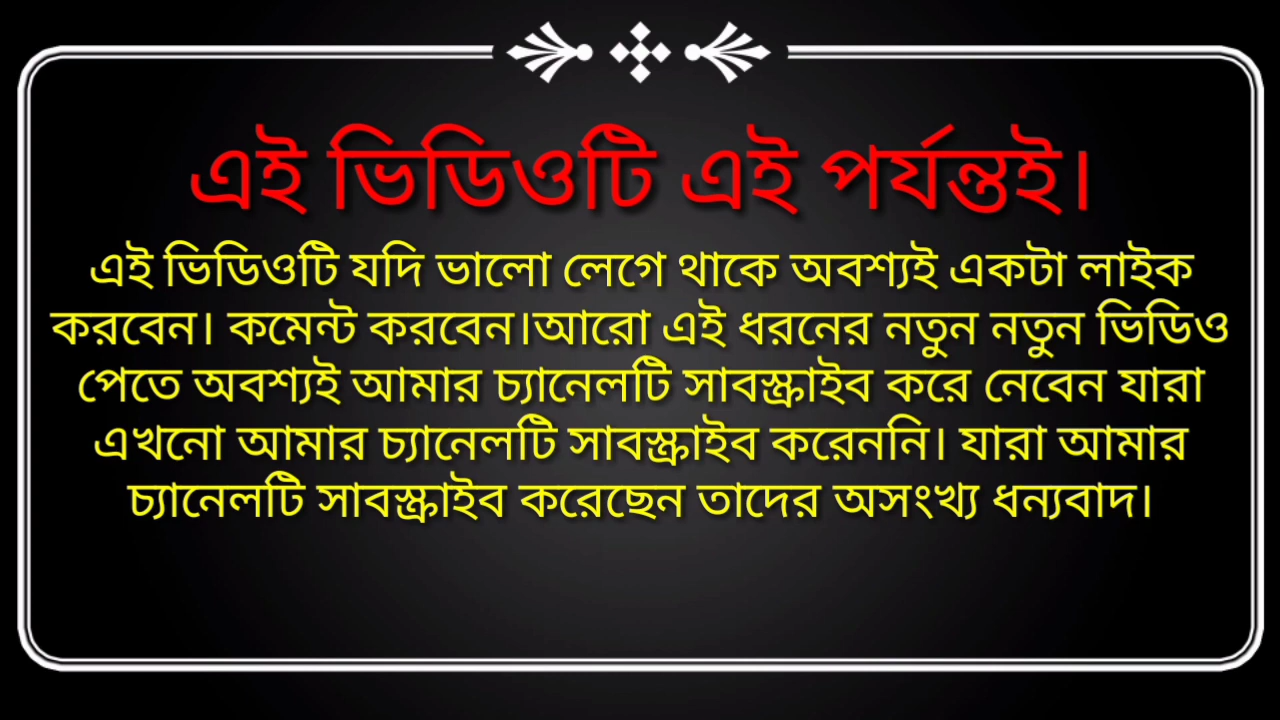 এই ভিডিওটি এই পর্যন্তই।
এই ভিডিওটি যদি ভালো লেগে থাকে অবশ্যই একটা লাইক
করবেন। কমেন্ট করবেন।আরো এই ধরনের নতুন নতুন ভিডিও
পেতে অবশ্যই আমার চ্যানেলটি সাবস্ক্রাইব করে নেবেন যারা
এখনো আমার চ্যানেলটি সাবস্ক্রাইব করেননি। যারা আমার
চ্যানেলটি সাবস্ক্রাইব করেছেন তাদের অসংখ্য ধন্যবাদ।